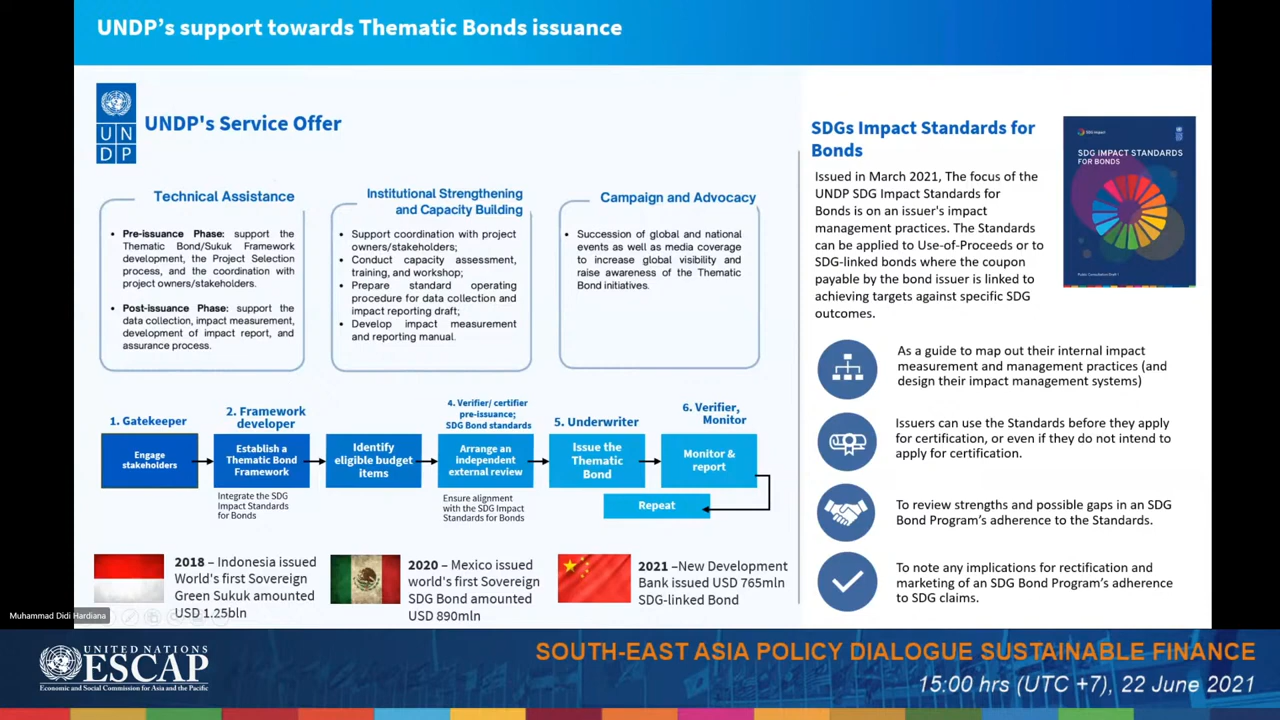 UNDP's support towards Thematic Bonds issuance
U N
D P
UNDP's Service Offer
Technical Assistance
• Pre-issuance Phase: support the
Thematic Bond/Sukuk Framework
development, the Project Selection
process, and the coordination with
project owners/stakeholders.
• Post-issuance Phase: support the
data collection, impact measurement,
development of impact report, and
assurance process.
Institutional Strengthening
and Capacity Building
• Support coordination with project
owners/stakeholders;
• Conduct capacity assessment,
training, and workshop;
• Prepare standard operating
procedure for data collection and
impact reporting draft;
• Develop impact measurement
and reporting manual.
Campaign and Advocacy
• Succession of global and national
events as well as media coverage
to increase global visibility and
raise awareness of the Thematic
Bond initiatives.
1. Gatekeeper
Engage
stakeholders
2. Framework
developer
Establish a
Thematic Bond
Framework
Integrate the SDG
Impact Standards
for Bonds
Identify
eligible budget
items
4. Verifier/ certifier
pre-issuance;
SDG Bond standards
Arrange an
independent
external review
Ensure alignment
with the SDG Impact
Standards for Bonds
5. Underwriter
Issue the
Thematic
Bond
6. Verifier,
Monitor
Monitor &
report
Repeat
2018 – Indonesia issued
World's first Sovereign
Green Sukuk amounted
USD 1.25bln
2020 – Mexico issued
world's first Sovereign
SDG Bond amounted
USD 890mln
2021 –New Development
Bank issued USD 765mln
SDG-linked Bond
SDGs Impact Standards for
Bonds
Issued in March 2021, The focus of the
UNDP SDG Impact Standards for
Bonds is on an issuer's impact
management practices. The Standards
can be applied to Use-of-Proceeds or to
SDG-linked bonds where the coupon
payable by the bond issuer is linked to
achieving targets against specific SDG
outcomes.
SDG Impact
SDG IMPACT STANDARDS
FOR BONDS
Public Consultation Draft 1
As a guide to map out their internal impact
measurement and management practices (and
design their impact management systems)
Issuers can use the Standards before they apply
for certification, or even if they do not intend to
apply for certification.
To review strengths and possible gaps in an SDG
Bond Program's adherence to the Standards.
To note any implications for rectification and
marketing of an SDG Bond Program's adherence
to SDG claims.
Muhammad Didi Hardiana
UNITED NATIONS
ESCAP
Economic and Social Commission for Asia and the Pacific
SOUTH-EAST ASIA POLICY DIALOGUE SUSTAINABLE FINANCE
15:00 hrs (UTC +7), 22 June 2021